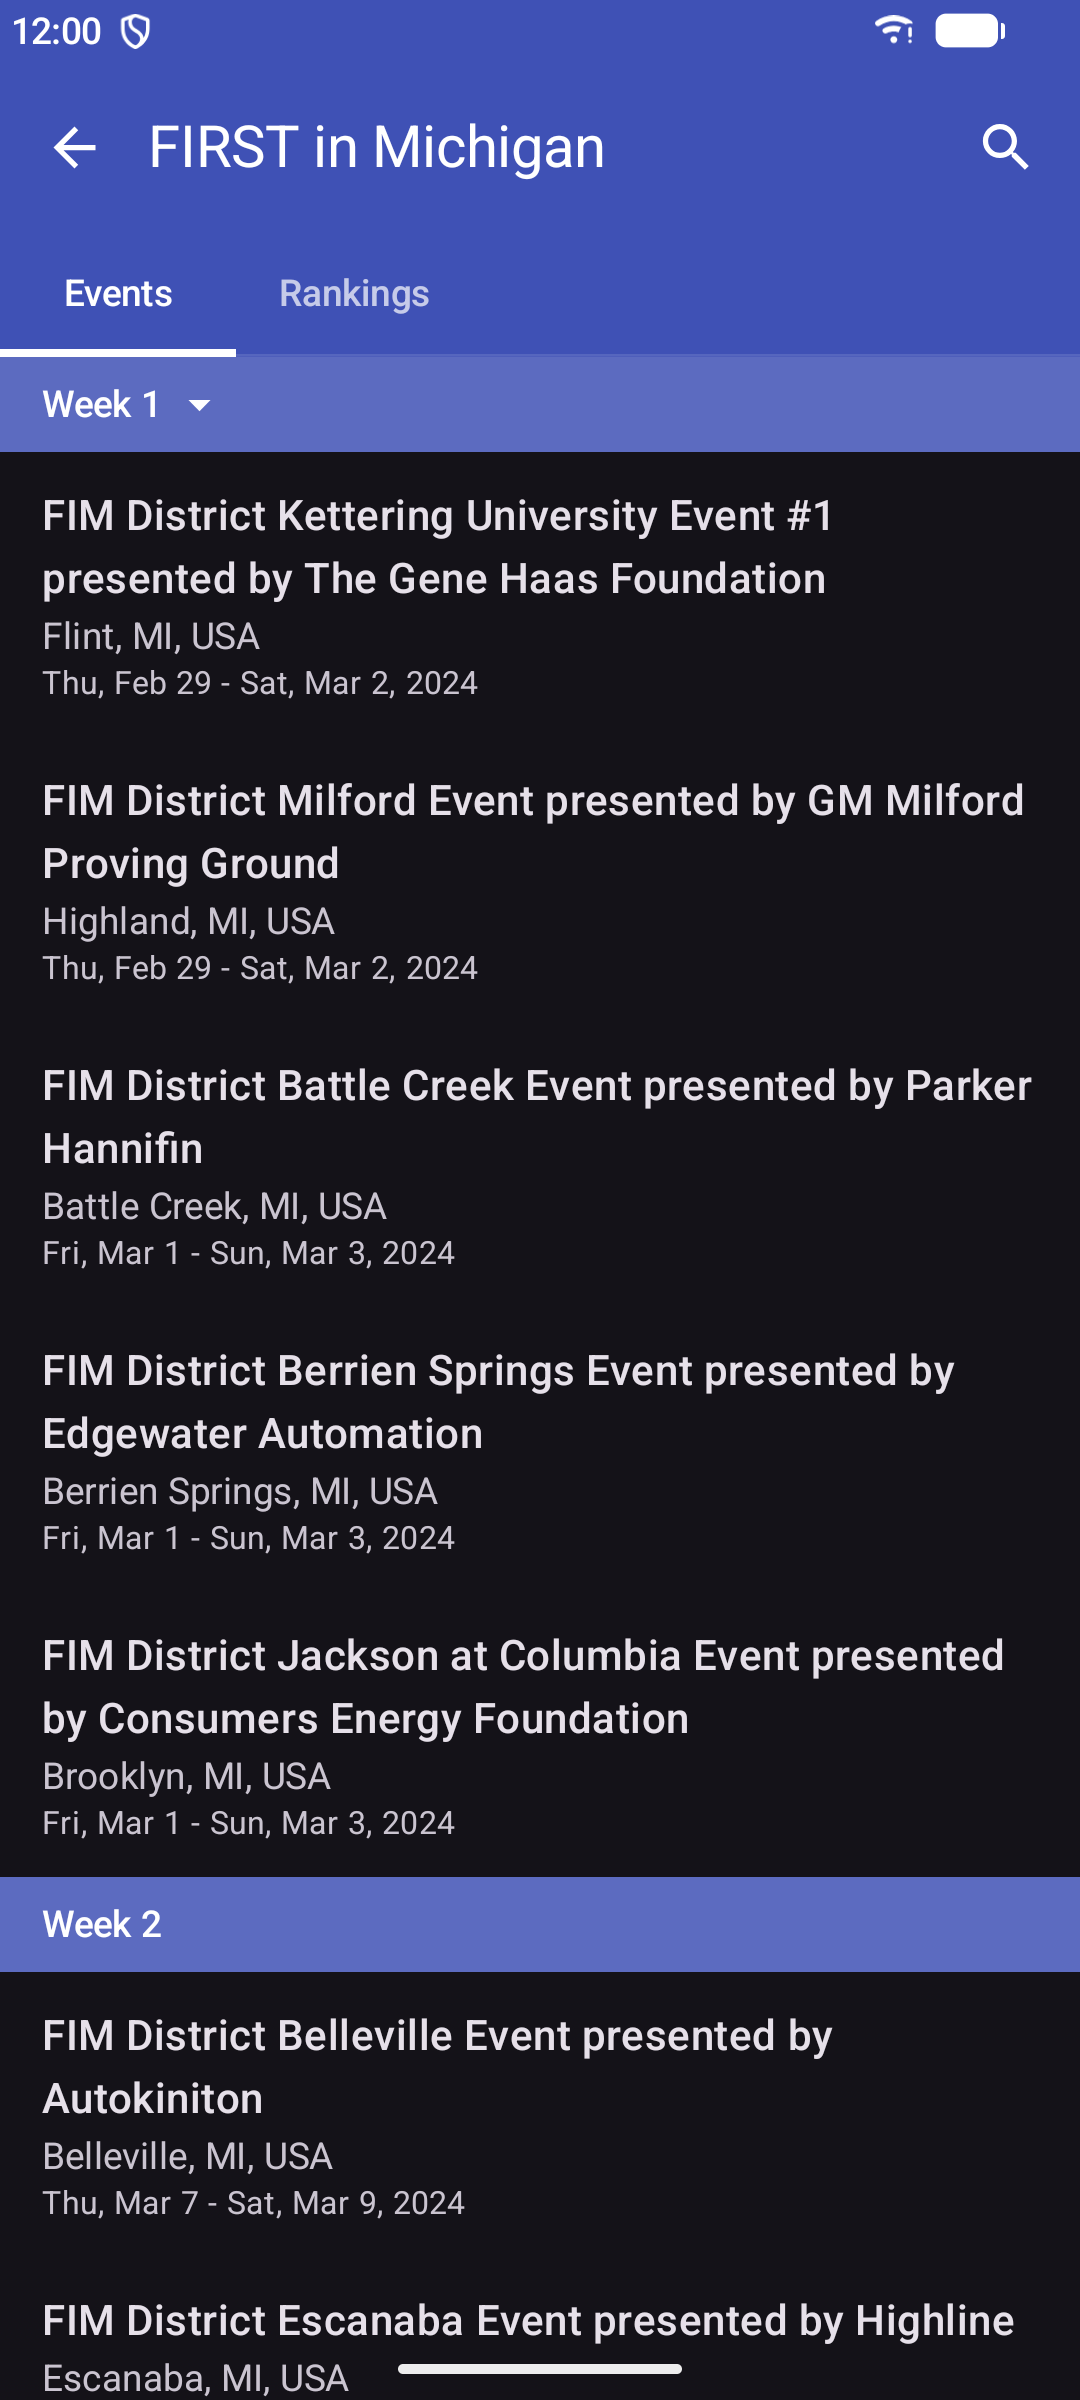 12:00
FIRST in Michigan
Events
Rankings
Week 1
FIM District Kettering University Event #1
presented by The Gene Haas Foundation
Flint, MI, USA
Thu, Feb 29 - Sat, Mar 2, 2024
FIM District Milford Event presented by GM Milford
Proving Ground
Highland, MI, USA
Thu, Feb 29 - Sat, Mar 2, 2024
FIM District Battle Creek Event presented by Parker
Hannifin
Battle Creek, MI, USA
Fri, Mar 1 - Sun, Mar 3, 2024
FIM District Berrien Springs Event presented by
Edgewater Automation
Berrien Springs, MI, USA
Fri, Mar 1 - Sun, Mar 3, 2024
FIM District Jackson at Columbia Event presented
by Consumers Energy Foundation
Brooklyn, MI, USA
Fri, Mar 1 - Sun, Mar 3, 2024
Week 2
FIM District Belleville Event presented by
Autokiniton
Belleville, MI, USA
Thu, Mar 7 - Sat, Mar 9, 2024
FIM District Escanaba Event presented by Highline
Escanaba, MI, USA